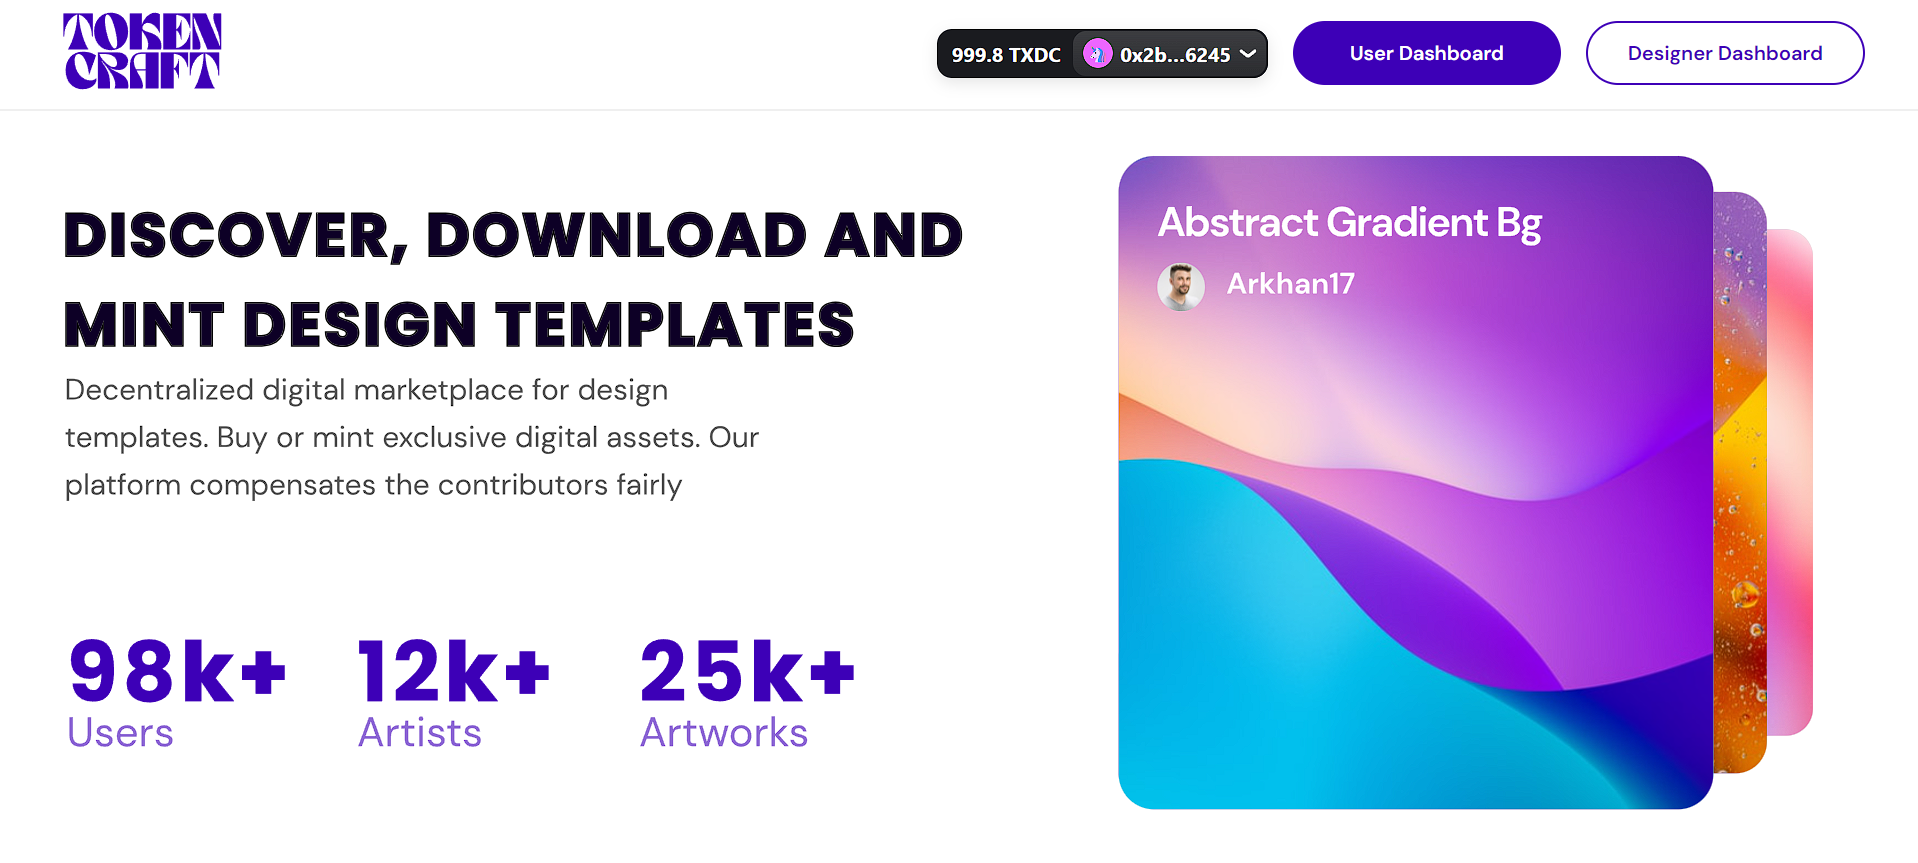 TOKEN
CRAFT
999.8 TXDC 0x2b...6245
User Dashboard
Designer Dashboard
DISCOVER, DOWNLOAD AND
MINT DESIGN TEMPLATES
Decentralized digital marketplace for design
templates. Buy or mint exclusive digital assets. Our
platform compensates the contributors fairly
98k+
Users
12k+
Artists
25k+
Artworks
Abstract Gradient Bg
Arkhan17